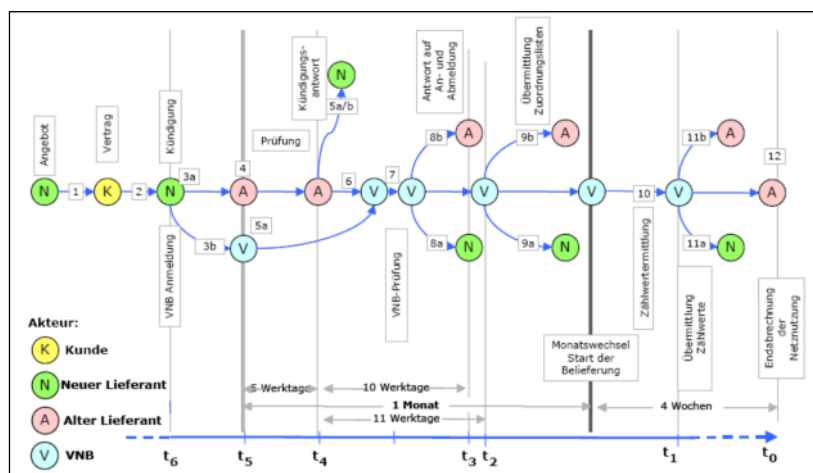 Angebot
Vertrag
Kündigung
Prüfung
Kündigungs-
antwort
Antwort auf
An- und
Abmeldung
Übermittlung
Zuordnungslisten
N
5a/b
8b
A
9b
A
11b
A
12
N
1
K
2
N
3a
4
A
A
6
V
7
V
V
V
10
V
A
3b
V
5a
8a
N
9a
N
11a
N
VNB Anmeldung
VNB-Prüfung
Zählwertermittlung
Übermittlung
Zählwerte
Endabrechnung
der
Netznutzung
Akteur:
K Kunde
N Neuer Lieferant
A Alter Lieferant
V VNB
Monatswechsel
Start der
Belieferung
5 Werktage
10 Werktage
1 Monat
4 Wochen
11 Werktage
t6
t5
t4
t3
t2
t1
t0